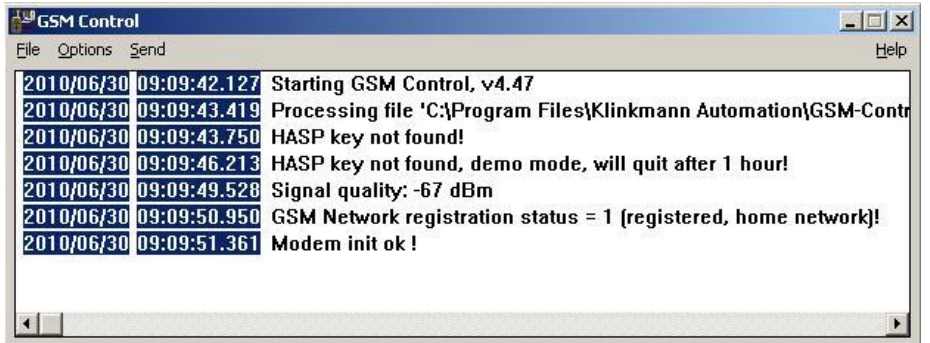 GSM Control
File Options Send Help
2010/06/30 09:09:42.127 Starting GSM Control, v4.47
2010/06/30 09:09:43.419 Processing file 'C:\Program Files\Klinkmann Automation\GSM-Contr
2010/06/30 09:09:43.750 HASP key not found!
2010/06/30 09:09:46.213 HASP key not found, demo mode, will quit after 1 hour!
2010/06/30 09:09:49.528 Signal quality: -67 dBm
2010/06/30 09:09:50.950 GSM Network registration status = 1 (registered, home network)!
2010/06/30 09:09:51.361 Modem init ok !